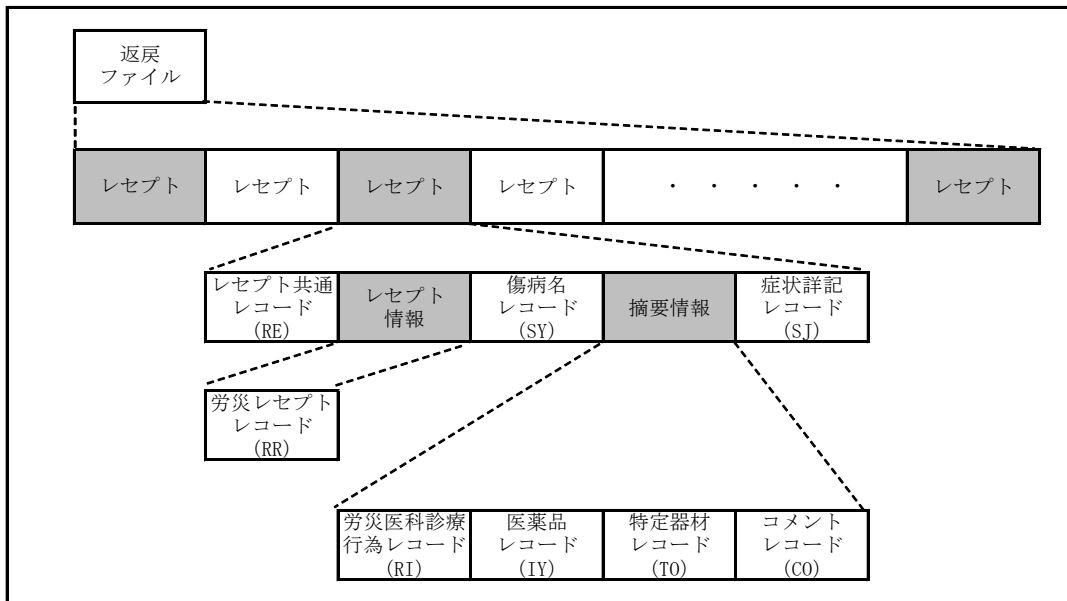 返戻
ファイル
レセプト
レセプト
レセプト
レセプト
・ ・ ・ ・ ・
レセプト
レセプト共通
レコード
(RE)
レセプト
情報
傷病名
レコード
(SY)
摘要情報
症状詳記
レコード
(SJ)
労災レセプト
レコード
(RR)
労災医科診療
行為レコード
(RI)
医薬品
レコード
(IY)
特定器材
レコード
(TO)
コメント
レコード
(CO)